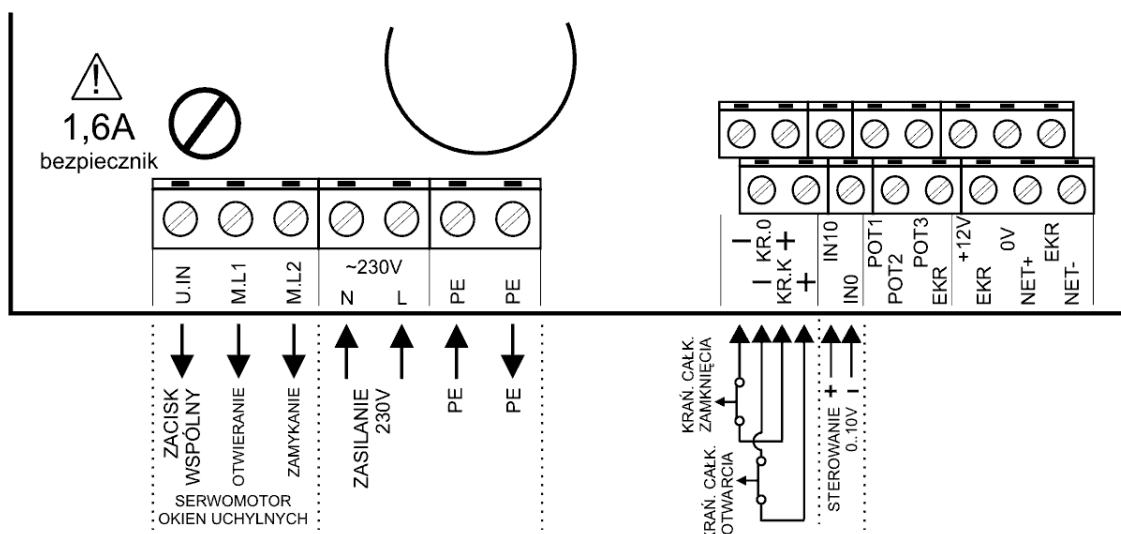 !
1,6A
bezpiecznik
U.IN
M.L1
M.L2
~230V
N
L
PE
PE
− KR.0 +
− KR.K +
IN10
IN0
POT1
POT2
POT3
EKR
+12V
EKR
0V
NET+
EKR
NET-
ZACISK
WSPÓLNY
OTWIERANIE
ZAMYKANIE
SERWOMOTOR
OKIEN UCHYLNYCH
ZASILANIE
230V
PE
PE
KRAŃ. CAŁK.
ZAMKNIĘCIA
KRAŃ. CAŁK.
OTWARCIA
STEROWANIE + −
0..10V